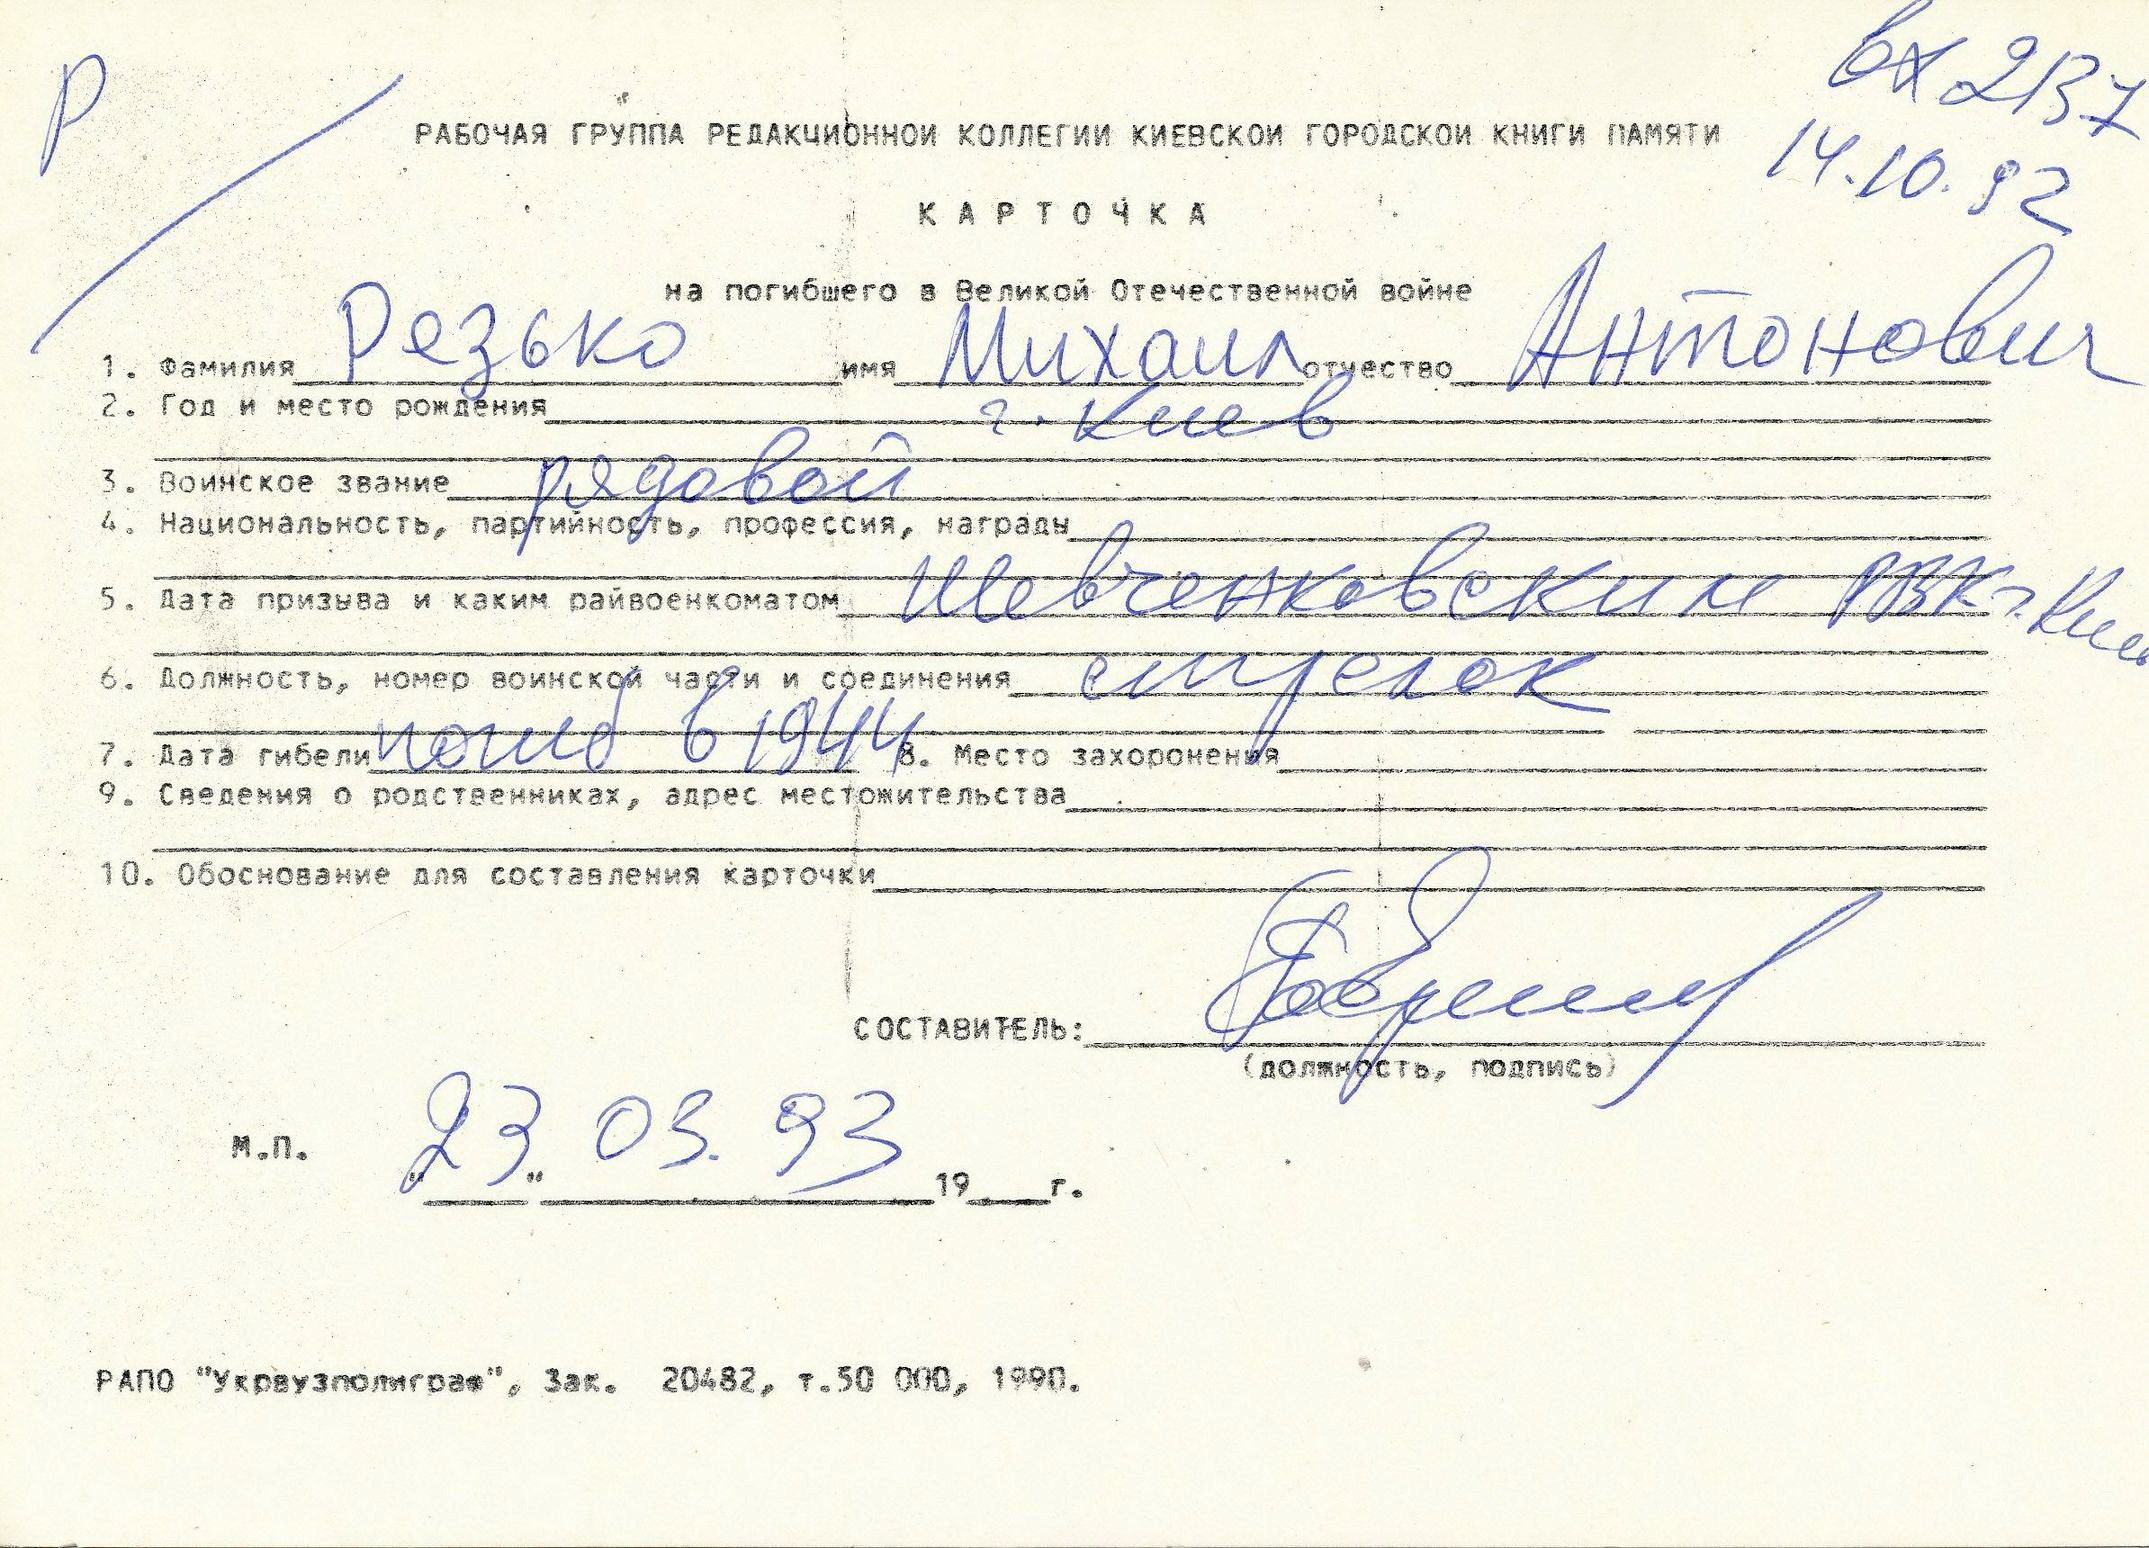 Р
вх 2137
14.10.92
РАБОЧАЯ ГРУППА РЕДАКЦИОННОЙ КОЛЛЕГИИ КИЕВСКОЙ ГОРОДСКОЙ КНИГИ ПАМЯТИ
КАРТОЧКА
на погибшего в Великой Отечественной войне
1. Фамилия Резько имя Михаил отчество Антонович
2. Год и место рождения г. Киев
3. Воинское звание рядовой
4. Национальность, партийность, профессия, награды
5. Дата призыва и каким райвоенкоматом Шевченковским РВК г. Киев
6. Должность, номер воинской части и соединения стрелок
7. Дата гибели погиб в 1944 8. Место захоронения
9. Сведения о родственниках, адрес местожительства
10. Обоснование для составления карточки
СОСТАВИТЕЛЬ:
(должность, подпись)
М.П. "23" 03. 93 19 г.
РАПО "Укрвузполиграф", Зак. 20482, т.50 000, 1990.